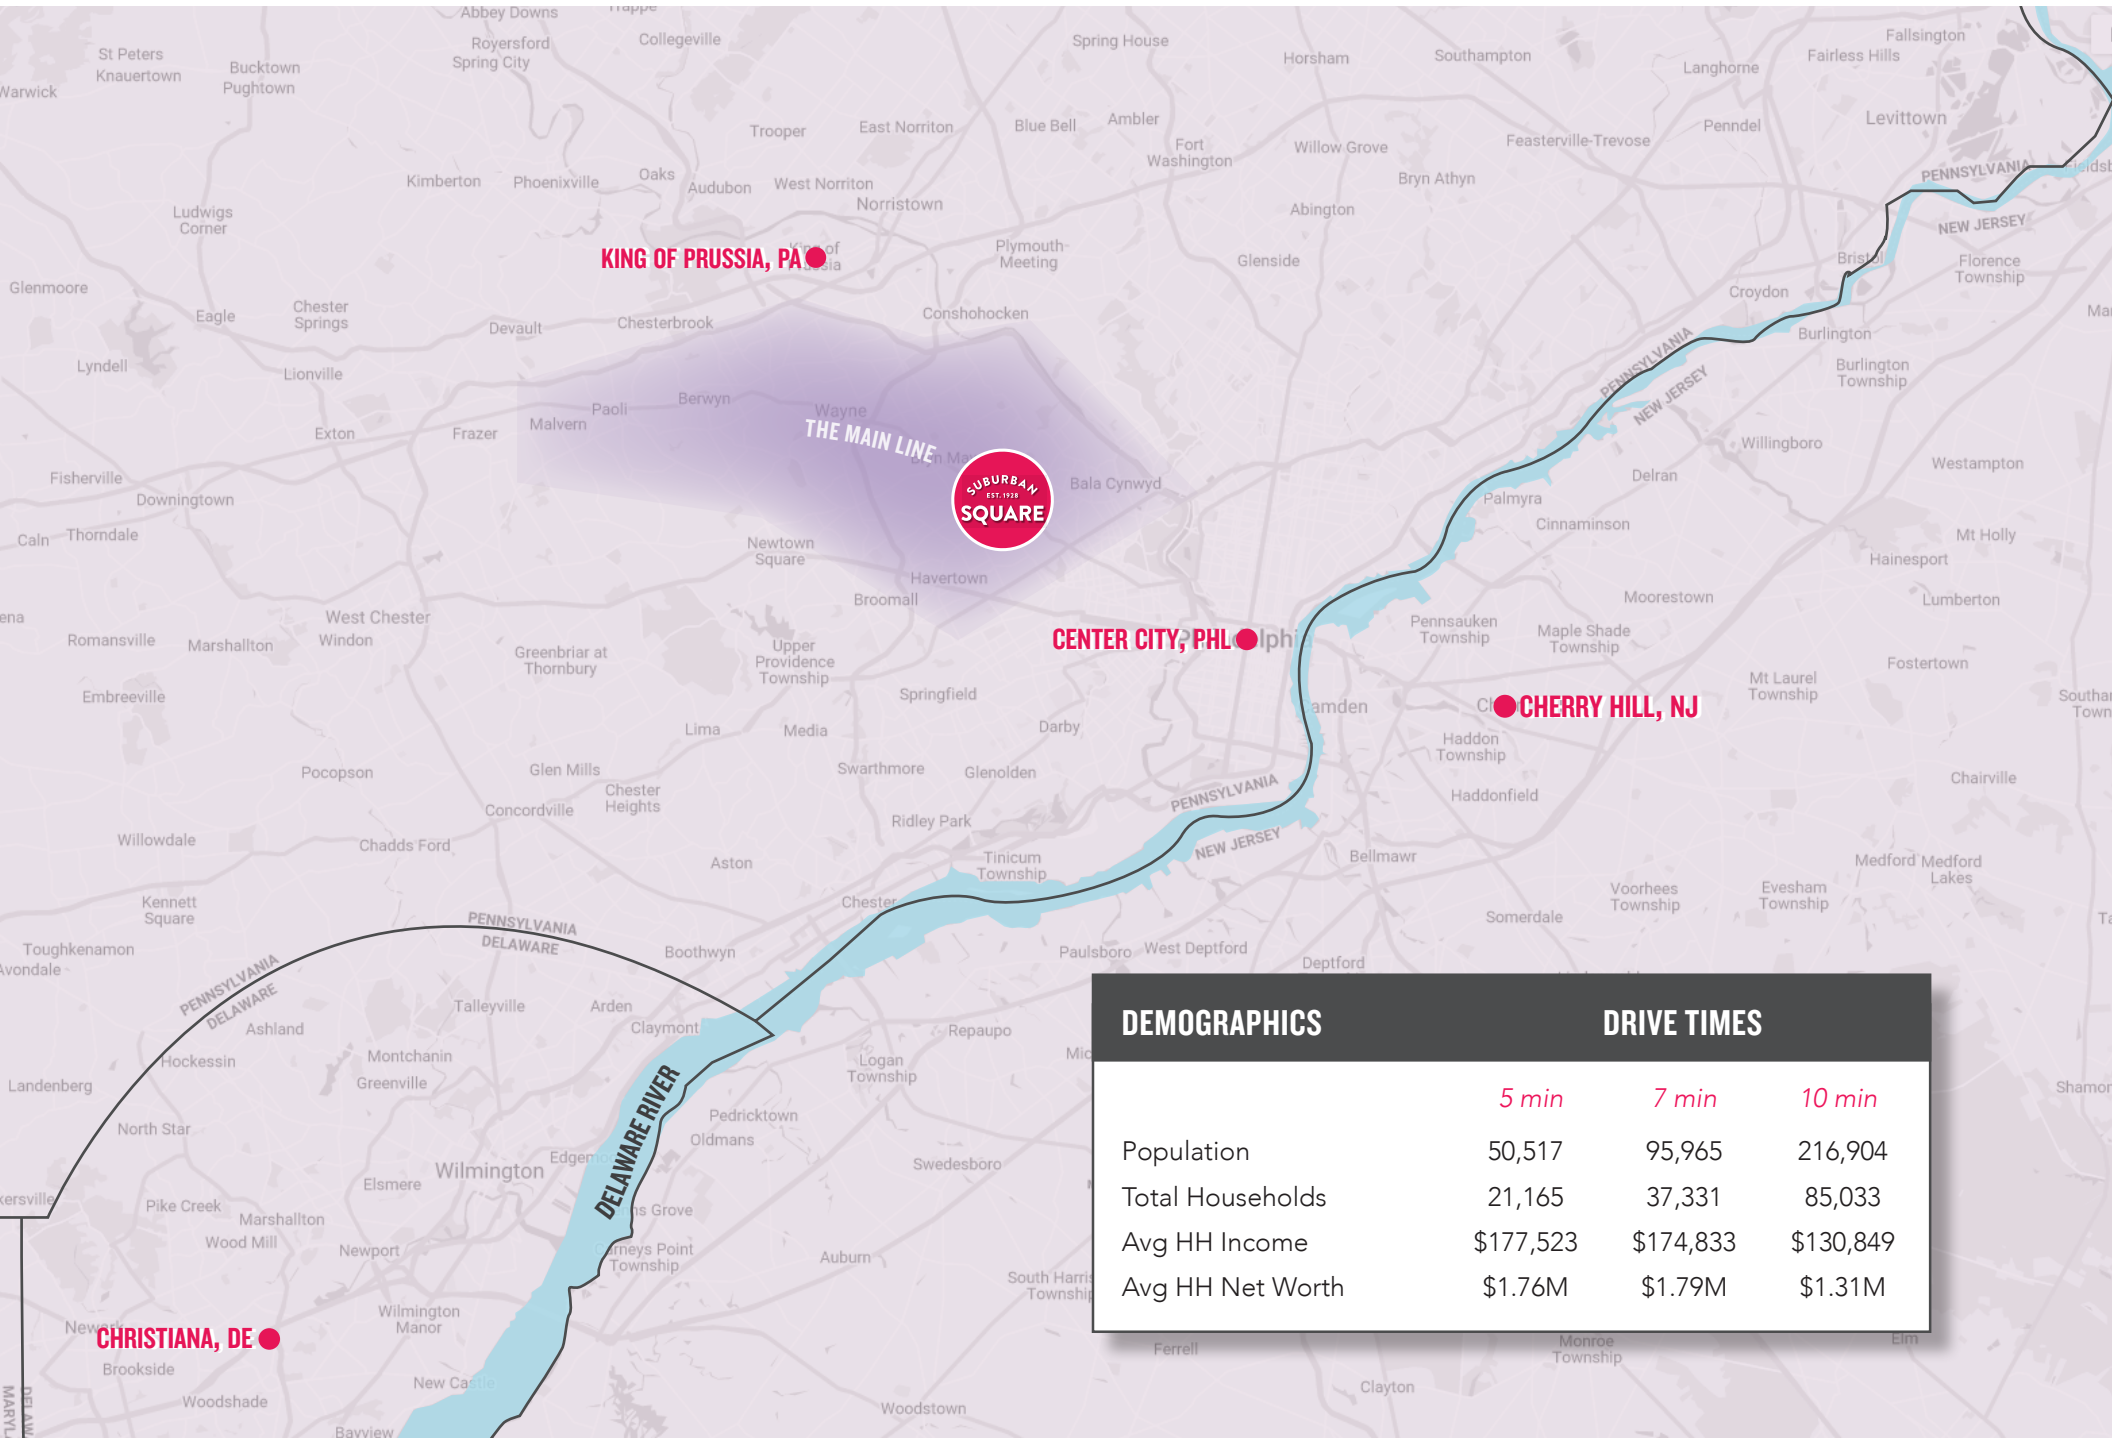 Abbey Downs
Trappe
St Peters
Knauertown
Bucktown
Pughtown
Royersford
Spring City
Collegeville
Spring House
Horsham
Southampton
Langhorne
Fairless Hills
Fallsington
Warwick
Levittown
Trooper
East Norriton
Blue Bell
Ambler
Fort
Washington
Willow Grove
Feasterville-Trevose
Penndel
Kimberton
Phoenixville
Oaks
Audubon
West Norriton
Norristown
Bryn Athyn
PENNSYLVANIA
NEW JERSEY
Ludwigs
Corner
Abington
KING OF PRUSSIA, PA
Plymouth
Meeting
Glenside
Bristol
Florence
Township
Glenmoore
Eagle
Chester
Springs
Devault
Chesterbrook
Conshohocken
Croydon
Burlington
Lyndell
Lionville
PENNSYLVANIA
NEW JERSEY
Burlington
Township
Malvern
Paoli
Berwyn
Wayne
THE MAIN LINE
Exton
Frazer
Willingboro
Fisherville
Downingtown
SUBURBAN
EST. 1928
SQUARE
Bala Cynwyd
Delran
Westampton
Palmyra
Cinnaminson
Caln
Thorndale
Newtown
Square
Mt Holly
Hainesport
Havertown
Broomall
Moorestown
Lumberton
West Chester
Windon
Romansville
Marshallton
Greenbriar at
Thornbury
Upper
Providence
Township
CENTER CITY, PHL
Pennsauken
Township
Maple Shade
Township
Fostertown
Embreeville
Springfield
Mt Laurel
Township
CHERRY HILL, NJ
Lima
Media
Darby
Haddon
Township
Pocopson
Glen Mills
Swarthmore
Glenolden
Chairville
Concordville
Chester
Heights
PENNSYLVANIA
NEW JERSEY
Haddonfield
Willowdale
Chadds Ford
Ridley Park
Aston
Tinicum
Township
Bellmawr
Medford
Medford
Lakes
Kennett
Square
Chester
Voorhees
Township
Evesham
Township
Somerdale
PENNSYLVANIA
DELAWARE
Toughkenamon
Avondale
Boothwyn
Paulsboro
West Deptford
Deptford
PENNSYLVANIA
DELAWARE
Ashland
Talleyville
Arden
Claymont
Repaupo
Hockessin
Montchanin
Greenville
Logan
Township
Landenberg
DELAWARE RIVER
North Star
Pedricktown
Oldmans
Wilmington
Elsmere
Swedesboro
Pike Creek
Marshallton
Wood Mill
Newport
Carneys Point
Township
Auburn
Wilmington
Manor
CHRISTIANA, DE
Brookside
Woodshade
New Castle
Bayview
Woodstown
DEMOGRAPHICS DRIVE TIMES
5 min 7 min 10 min
Population 50,517 95,965 216,904
Total Households 21,165 37,331 85,033
Avg HH Income $177,523 $174,833 $130,849
Avg HH Net Worth $1.76M $1.79M $1.31M
Ferrell
Monroe
Township
Elm
Clayton